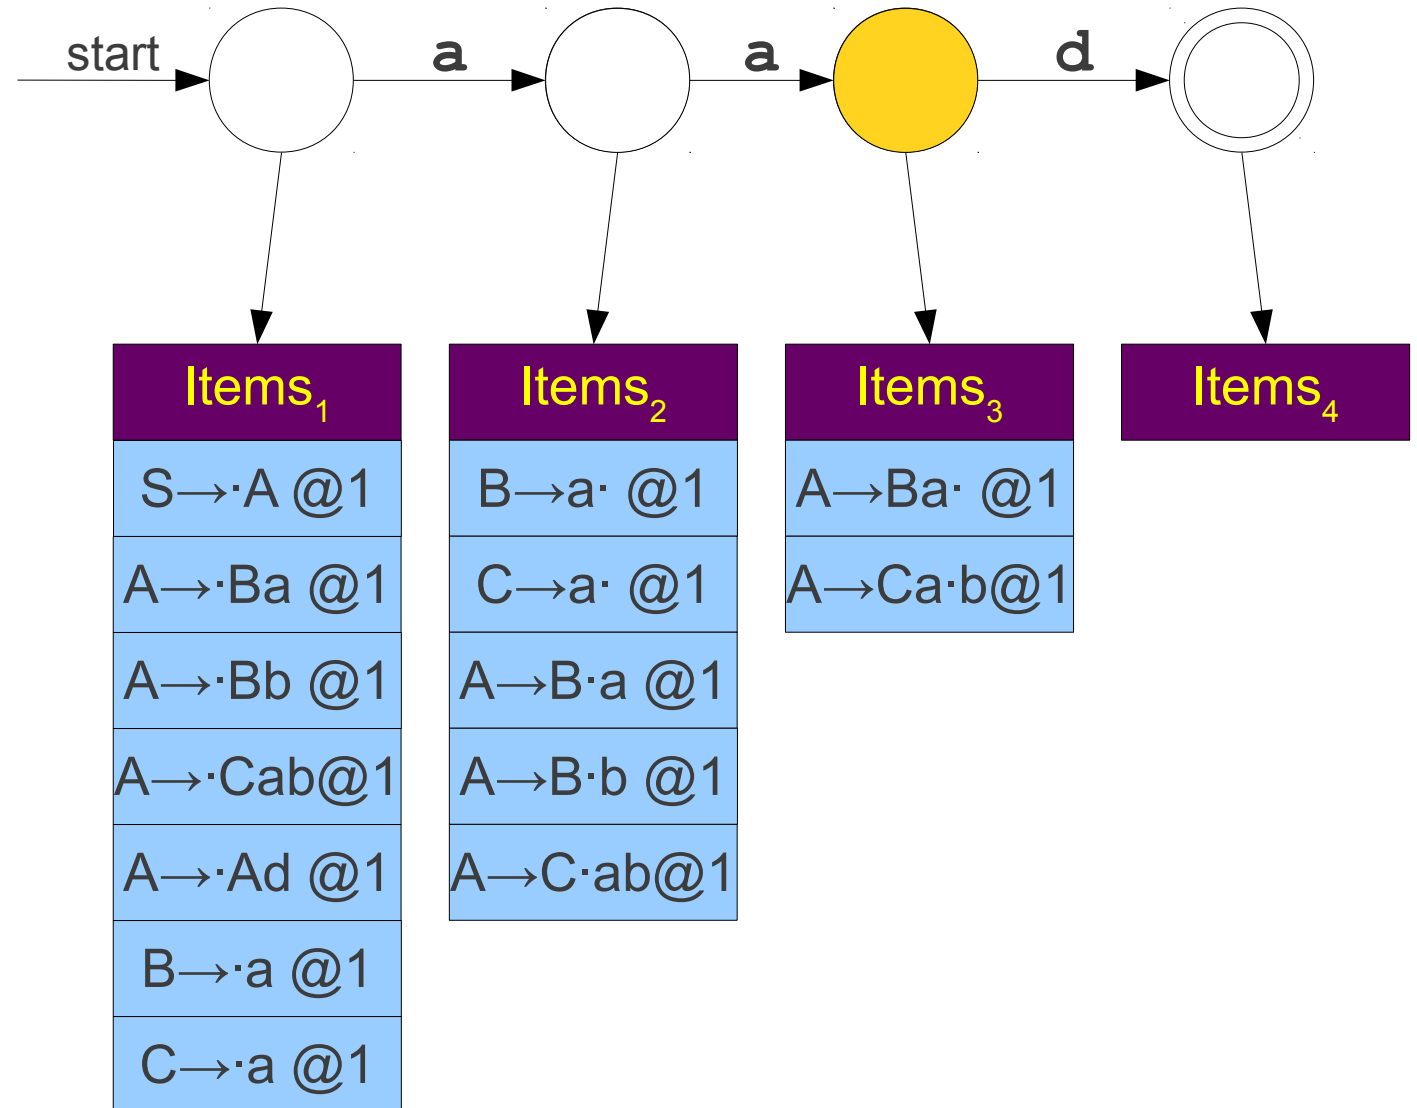 start
a
a
d
Items₁
S→·A @1
A→·Ba @1
A→·Bb @1
A→·Cab@1
A→·Ad @1
B→·a @1
C→·a @1
Items₂
B→a· @1
C→a· @1
A→B·a @1
A→B·b @1
A→C·ab@1
Items₃
A→Ba· @1
A→Ca·b@1
Items₄